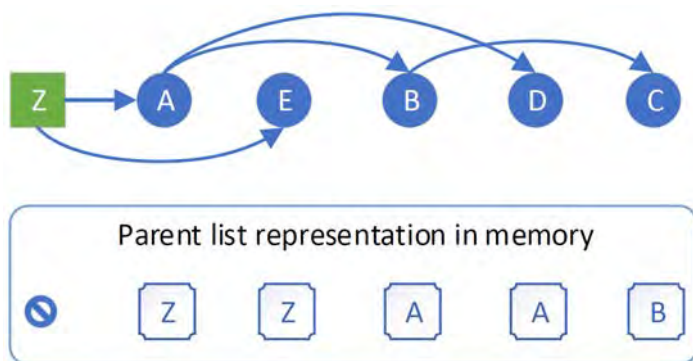 Z A E B D C
Parent list representation in memory
Z Z A A B